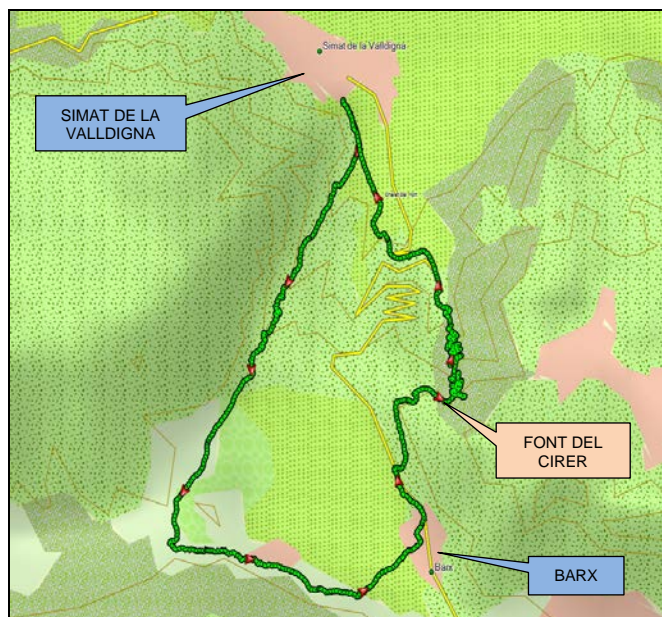 Simat de la Valldigna
SIMAT DE LA
VALLDIGNA
FONT DEL
CIRER
BARX
Barx